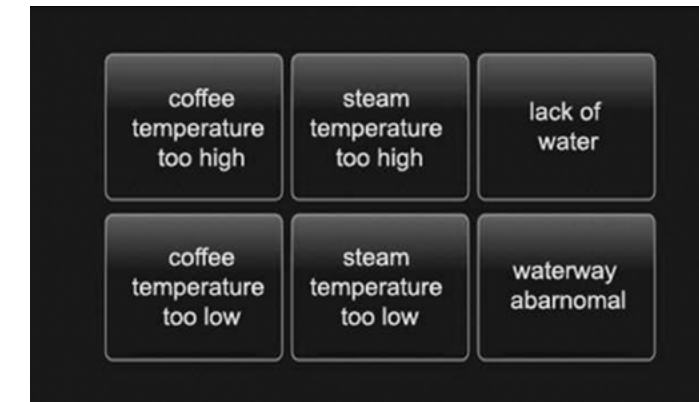 coffee
temperature
too high
steam
temperature
too high
lack of
water
coffee
temperature
too low
steam
temperature
too low
waterway
abarnomal